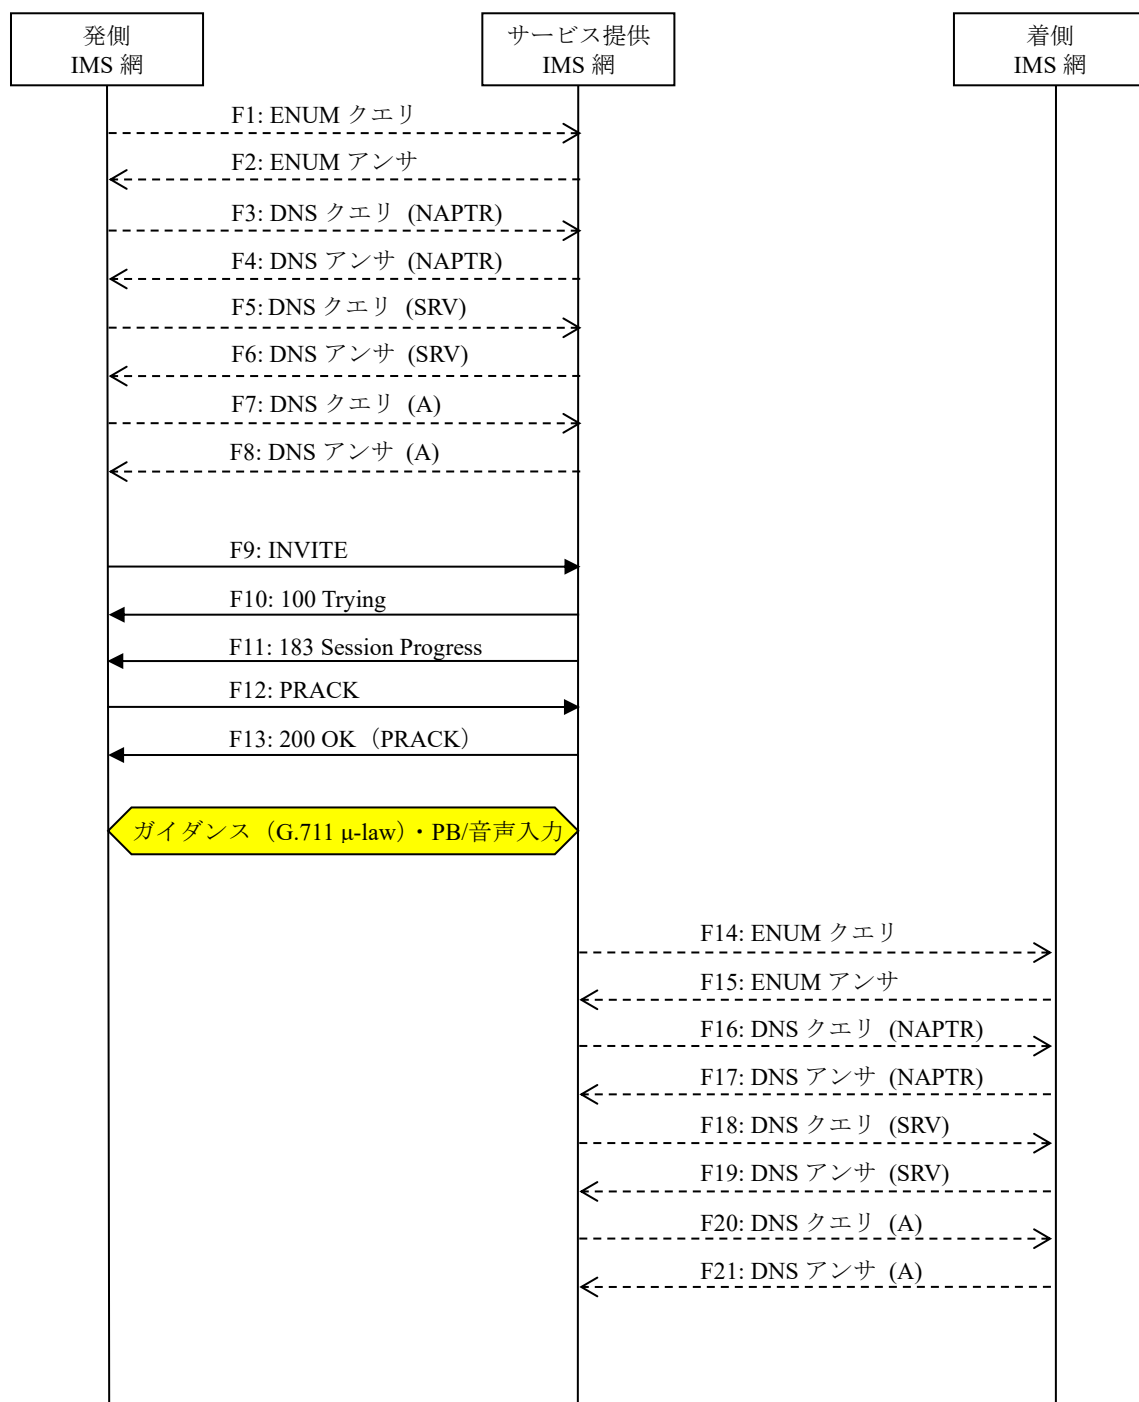 発側
IMS 網
サービス提供
IMS 網
着側
IMS 網
F1: ENUM クエリ
F2: ENUM アンサ
F3: DNS クエリ (NAPTR)
F4: DNS アンサ (NAPTR)
F5: DNS クエリ (SRV)
F6: DNS アンサ (SRV)
F7: DNS クエリ (A)
F8: DNS アンサ (A)
F9: INVITE
F10: 100 Trying
F11: 183 Session Progress
F12: PRACK
F13: 200 OK（PRACK）
ガイダンス（G.711 μ-law）・PB/音声入力
F14: ENUM クエリ
F15: ENUM アンサ
F16: DNS クエリ (NAPTR)
F17: DNS アンサ (NAPTR)
F18: DNS クエリ (SRV)
F19: DNS アンサ (SRV)
F20: DNS クエリ (A)
F21: DNS アンサ (A)